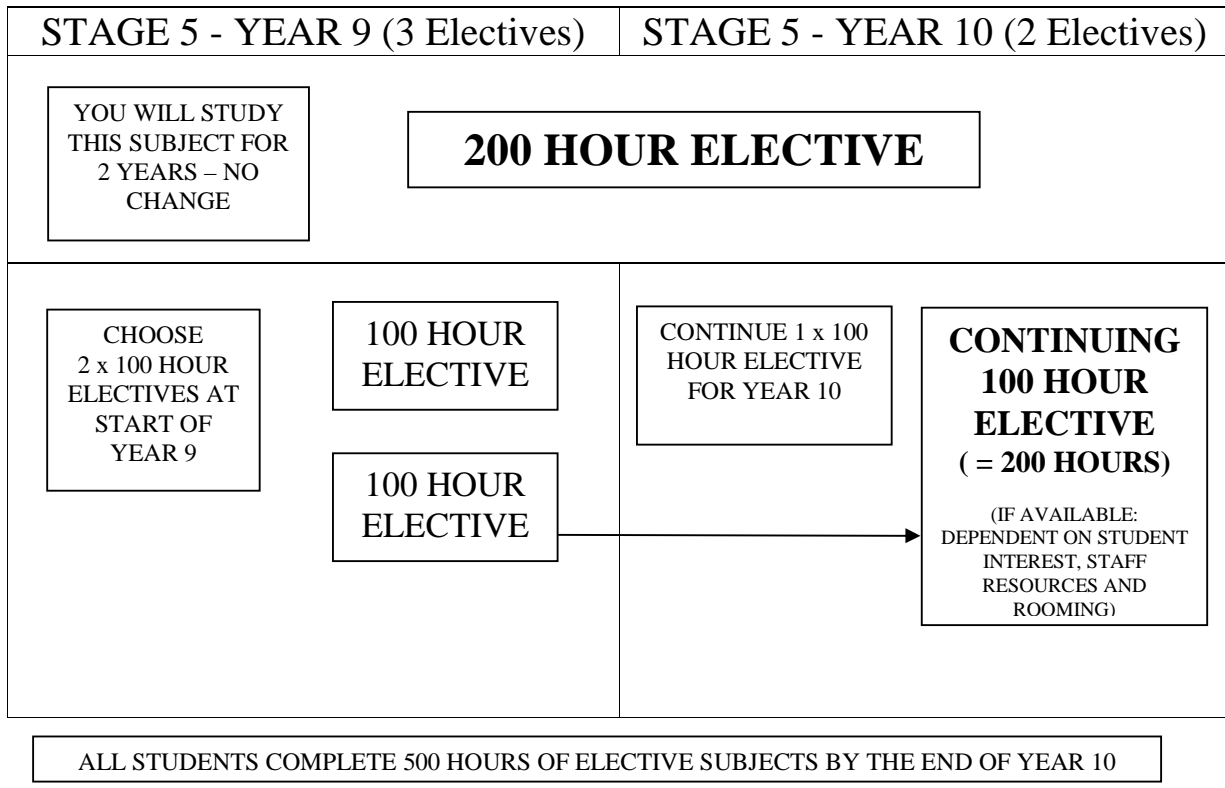 STAGE 5 - YEAR 9 (3 Electives)
STAGE 5 - YEAR 10 (2 Electives)
YOU WILL STUDY
THIS SUBJECT FOR
2 YEARS – NO
CHANGE
200 HOUR ELECTIVE
CHOOSE
2 x 100 HOUR
ELECTIVES AT
START OF
YEAR 9
100 HOUR
ELECTIVE
100 HOUR
ELECTIVE
CONTINUE 1 x 100
HOUR ELECTIVE
FOR YEAR 10
CONTINUING
100 HOUR
ELECTIVE
( = 200 HOURS)
(IF AVAILABLE:
DEPENDENT ON STUDENT
INTEREST, STAFF
RESOURCES AND
ROOMING)
ALL STUDENTS COMPLETE 500 HOURS OF ELECTIVE SUBJECTS BY THE END OF YEAR 10